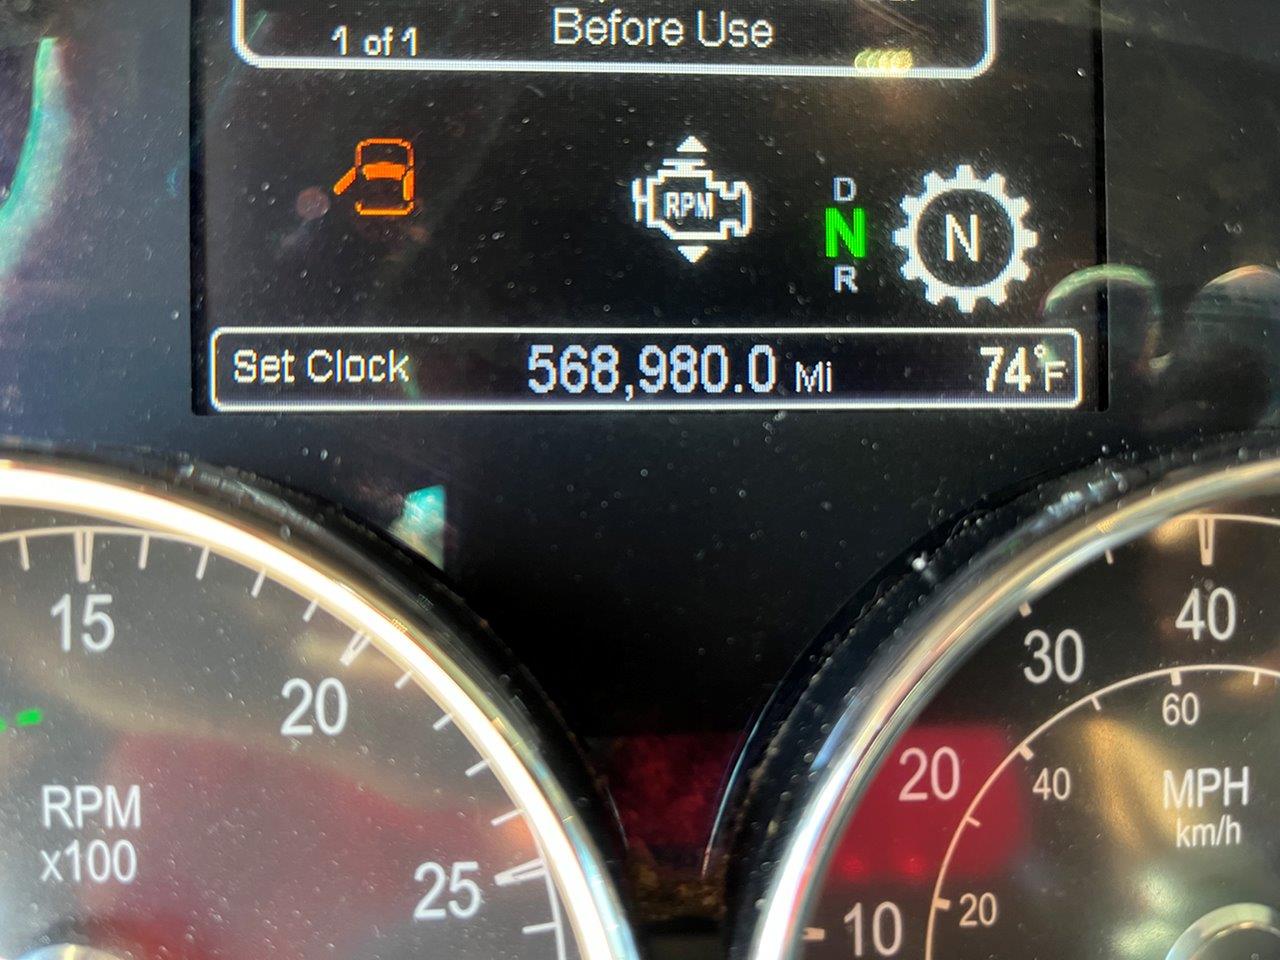 Before Use
1 of 1
RPM
D
N
R
N
Set Clock 568,980.0 Mi 74°F
15
20
25
RPM
x100
40
30
20
10
60
40
20
MPH
km/h